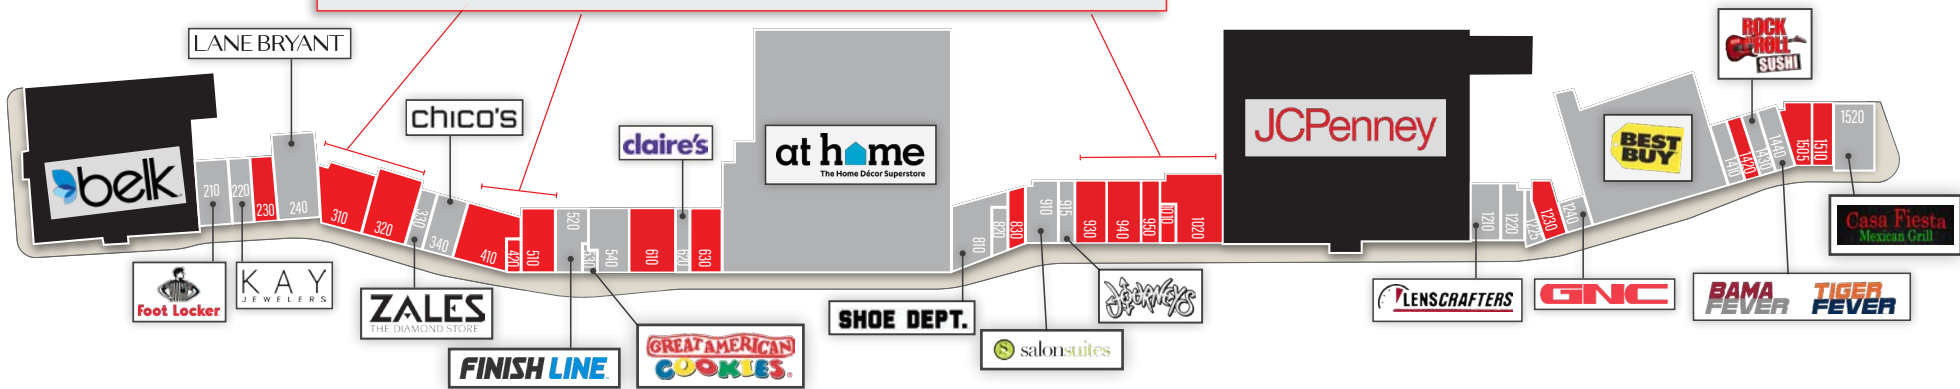 LANE BRYANT
chico's
claire's
at home
The Home Décor Superstore
JCPenney
BEST
BUY
ROCK
N ROLL
SUSHI
belk
210
220
230
240
310
320
330
340
410
420
510
520
530
540
610
620
630
810
820
830
910
915
930
940
950
1010
1020
1210
1220
1225
1230
1240
1410
1420
1430
1440
1505
1510
1520
Foot Locker
KAY
JEWELERS
ZALES
THE DIAMOND STORE
FINISH LINE
GREAT AMERICAN
COOKIES
SHOE DEPT.
salonsuites
JOURNEYS
LENSCRAFTERS
GNC
BAMA
FEVER
TIGER
FEVER
Casa Fiesta
Mexican Grill